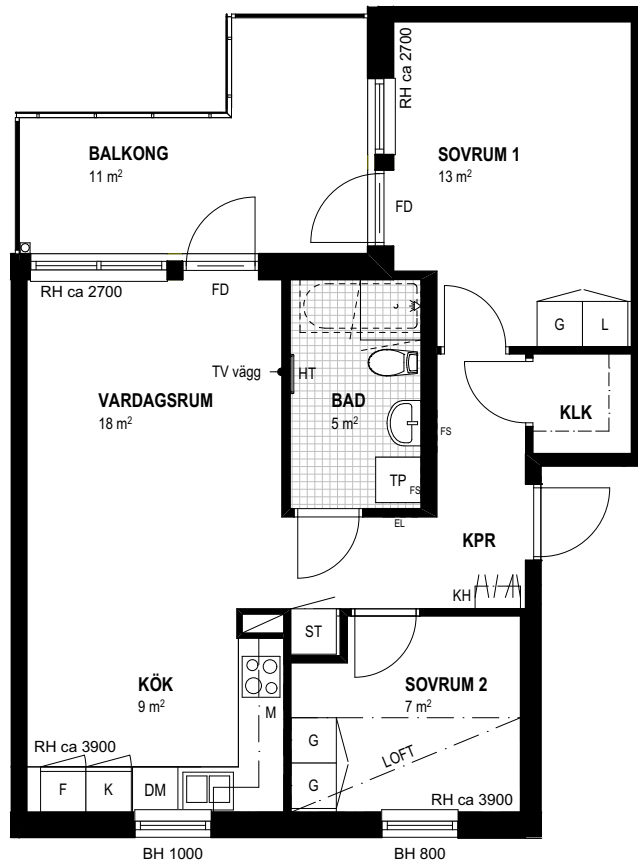 RH ca 2700
BALKONG
11 m²
SOVRUM 1
13 m²
FD
RH ca 2700
FD
G
L
TV vägg
HT
VARDAGSRUM
18 m²
BAD
5 m²
KLK
FS
TP
FS
EL
KPR
KH
ST
KÖK
9 m²
M
SOVRUM 2
7 m²
G
LOFT
G
RH ca 3900
F
K
DM
RH ca 3900
BH 1000
BH 800